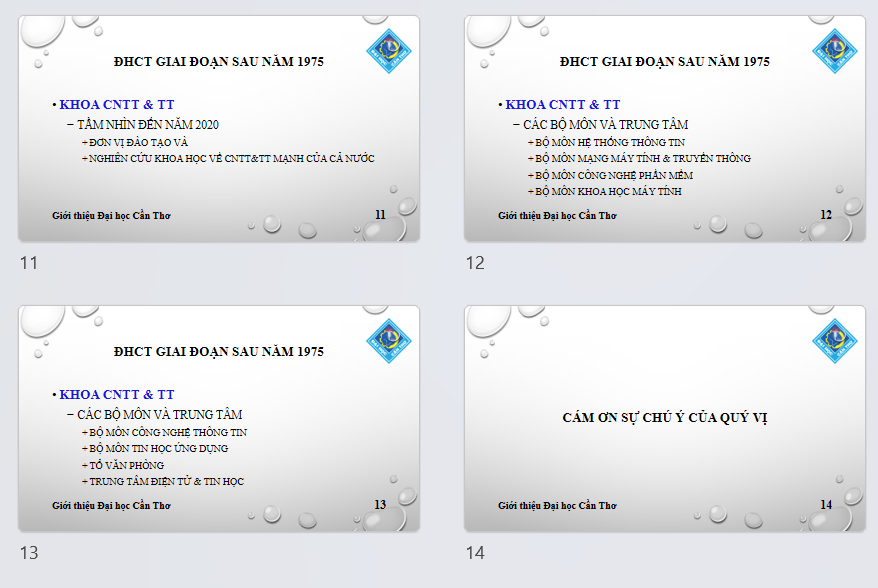 ĐHCT GIAI ĐOẠN SAU NĂM 1975
• KHOA CNTT & TT
– TẦM NHÌN ĐẾN NĂM 2020
+ ĐƠN VỊ ĐÀO TẠO VÀ
+ NGHIÊN CỨU KHOA HỌC VỀ CNTT&TT MẠNH CỦA CẢ NƯỚC
Giới thiệu Đại học Cần Thơ 11
11
ĐHCT GIAI ĐOẠN SAU NĂM 1975
• KHOA CNTT & TT
– CÁC BỘ MÔN VÀ TRUNG TÂM
+ BỘ MÔN HỆ THỐNG THÔNG TIN
+ BỘ MÔN MẠNG MÁY TÍNH & TRUYỀN THÔNG
+ BỘ MÔN CÔNG NGHỆ PHẦN MỀM
+ BỘ MÔN KHOA HỌC MÁY TÍNH
Giới thiệu Đại học Cần Thơ 12
12
ĐHCT GIAI ĐOẠN SAU NĂM 1975
• KHOA CNTT & TT
– CÁC BỘ MÔN VÀ TRUNG TÂM
+ BỘ MÔN CÔNG NGHỆ THÔNG TIN
+ BỘ MÔN TIN HỌC ỨNG DỤNG
+ TỔ VĂN PHÒNG
+ TRUNG TÂM ĐIỆN TỬ & TIN HỌC
Giới thiệu Đại học Cần Thơ 13
13
CÁM ƠN SỰ CHÚ Ý CỦA QUÝ VỊ
Giới thiệu Đại học Cần Thơ 14
14